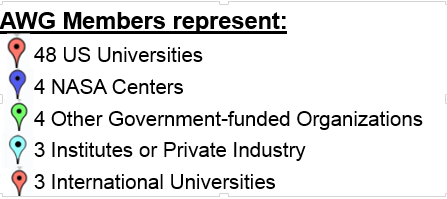 AWG Members represent:
48 US Universities
4 NASA Centers
4 Other Government-funded Organizations
3 Institutes or Private Industry
3 International Universities